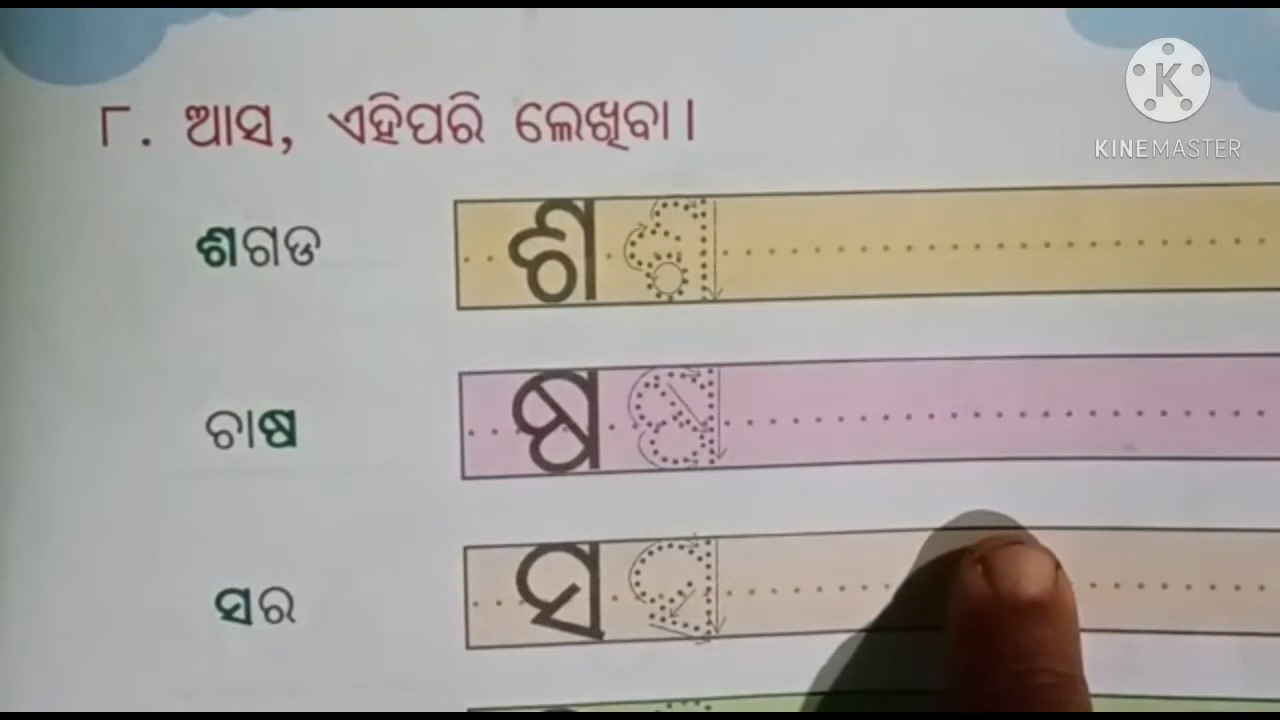 K
KINEMASTER
୮. ଆସ, ଏହିପରି ଲେଖିବା।
ଶଗଡ ଶ ଶ
ଚାଷ ଷ ଷ
ସର ସ ସ